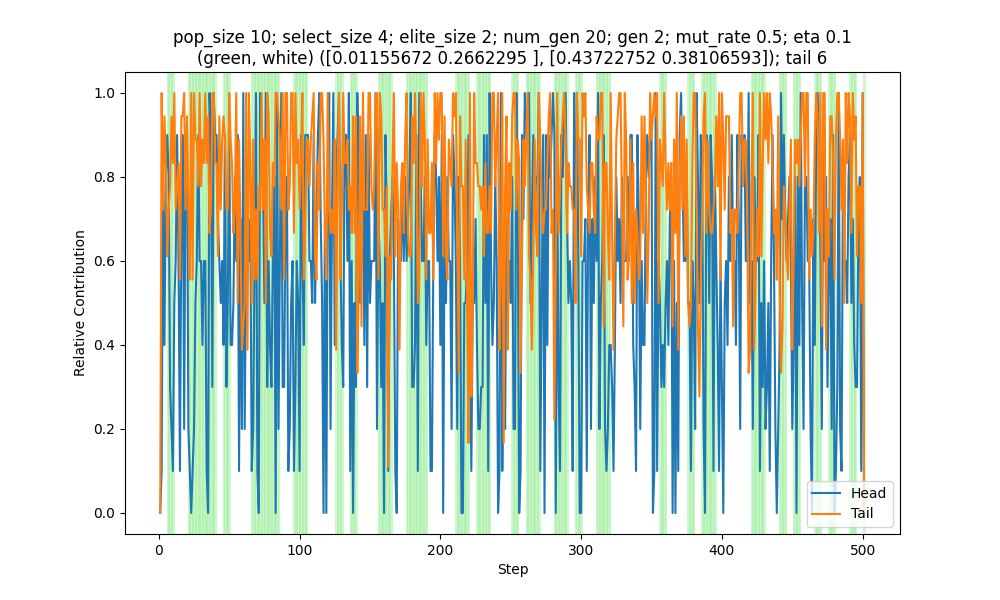 pop_size 10; select_size 4; elite_size 2; num_gen 20; gen 2; mut_rate 0.5; eta 0.1
(green, white) ([0.01155672 0.2662295 ], [0.43722752 0.38106593]); tail 6
Relative Contribution
1.0
0.8
0.6
0.4
0.2
0.0
Head
Tail
0
100
200
300
400
500
Step